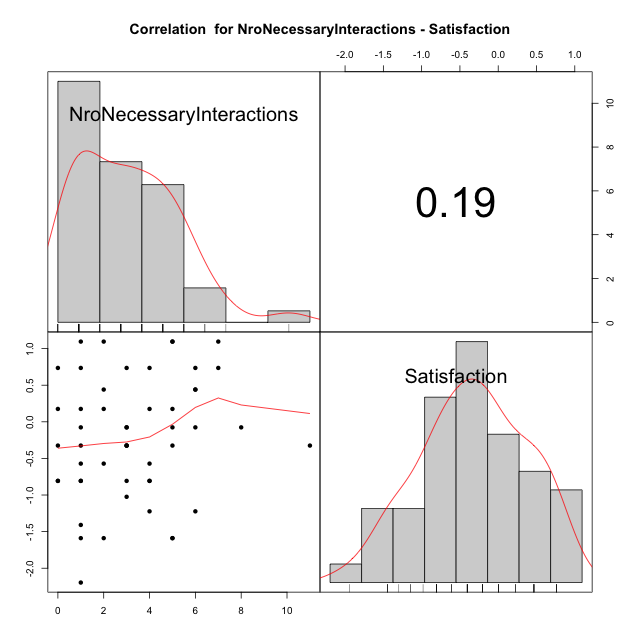 Correlation  for NroNecessaryInteractions - Satisfaction
-2.0 -1.5 -1.0 -0.5 0.0 0.5 1.0
NroNecessaryInteractions
0.19
0 2 4 6 8 10
Satisfaction
-2.0 -1.5 -1.0 -0.5 0.0 0.5 1.0
0 2 4 6 8 10